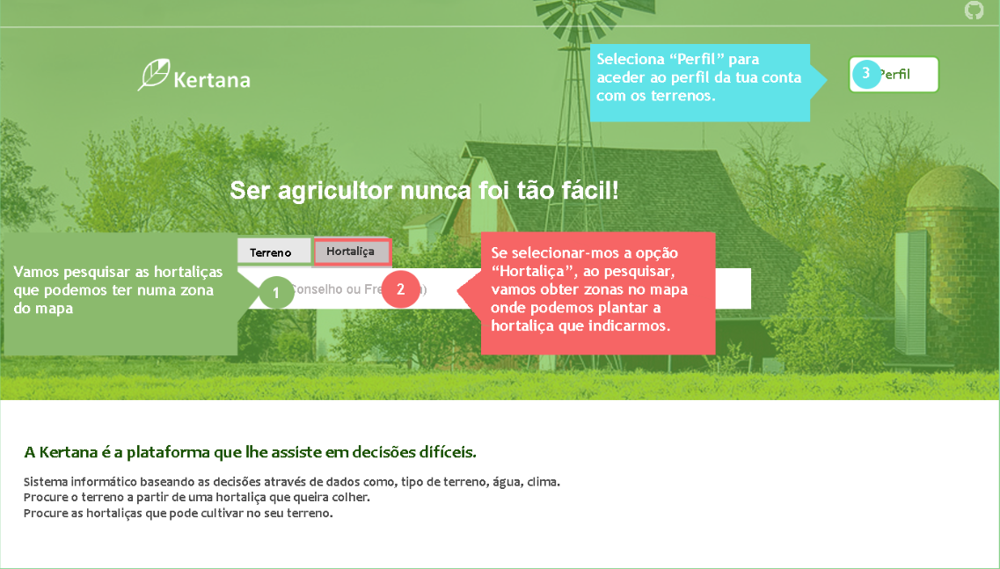 Kertana
Seleciona “Perfil” para
aceder ao perfil da tua conta
com os terrenos.
3
Perfil
Ser agricultor nunca foi tão fácil!
Terreno
Hortaliça
Vamos pesquisar as hortaliças
que podemos ter numa zona
do mapa
1
Conselho ou
2
Se selecionar-mos a opção
“Hortaliça”, ao pesquisar,
vamos obter zonas no mapa
onde podemos plantar a
hortaliça que indicarmos.
A Kertana é a plataforma que lhe assiste em decisões difíceis.
Sistema informático baseando as decisões através de dados como, tipo de terreno, água, clima.
Procure o terreno a partir de uma hortaliça que queira colher.
Procure as hortaliças que pode cultivar no seu terreno.